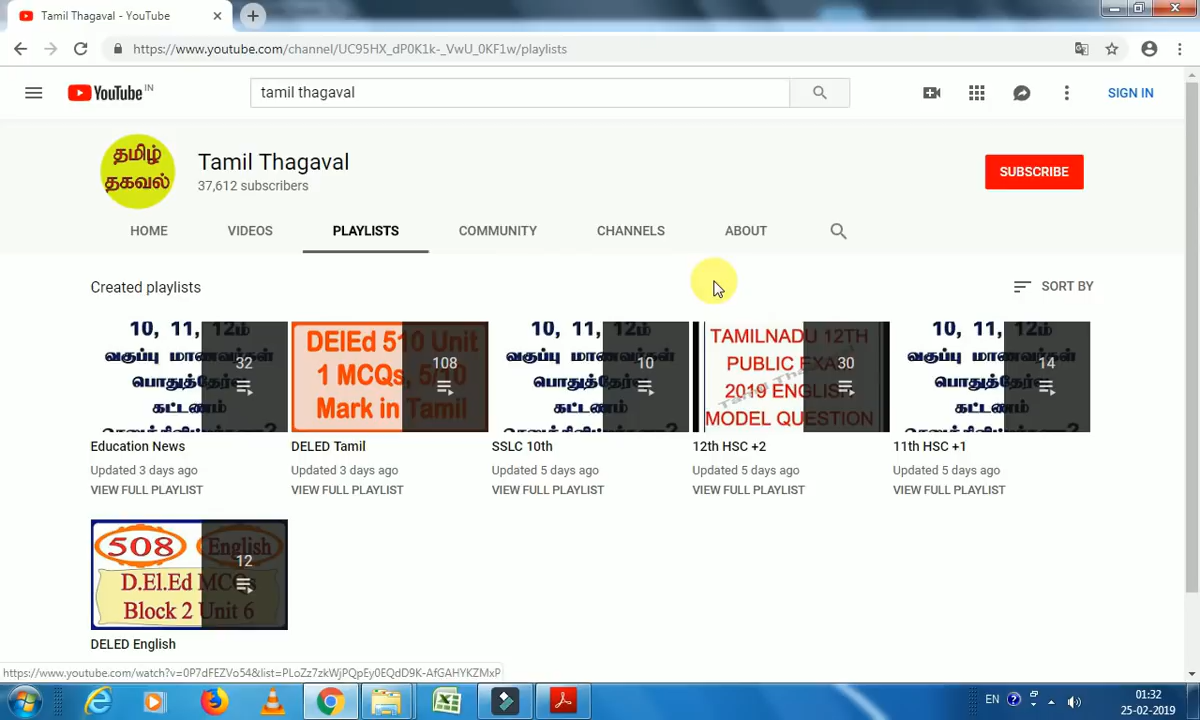 Tamil Thagaval - YouTube
https://www.youtube.com/channel/UC95HX_dP0K1k-_VwU_0KF1w/playlists
YouTube IN
tamil thagaval
SIGN IN
தமிழ்
தகவல்
Tamil Thagaval
37,612 subscribers
SUBSCRIBE
HOME VIDEOS PLAYLISTS COMMUNITY CHANNELS ABOUT
Created playlists
SORT BY
10, 11, 12ம்
வகுப்பு மாணவர்கள்
பொதுத்தேர்வு
கட்டணம்
32
Education News
Updated 3 days ago
VIEW FULL PLAYLIST
DElEd 510 Unit
1 MCQs, 5/10
Mark in Tamil
108
DELED Tamil
Updated 3 days ago
VIEW FULL PLAYLIST
10, 11, 12ம்
வகுப்பு மாணவர்கள்
பொதுத்தேர்வு
கட்டணம்
10
SSLC 10th
Updated 5 days ago
VIEW FULL PLAYLIST
TAMILNADU 12TH
PUBLIC EXAM
2019 ENGLISH
MODEL QUESTION
30
12th HSC +2
Updated 5 days ago
VIEW FULL PLAYLIST
10, 11, 12ம்
வகுப்பு மாணவர்கள்
பொதுத்தேர்வு
கட்டணம்
14
11th HSC +1
Updated 5 days ago
VIEW FULL PLAYLIST
508 English
D.El.Ed MCQs
Block 2 Unit 6
12
DELED English
https://www.youtube.com/watch?v=0P7dFEZVo54&list=PLoZz7zkWjPQpEy0EQdD9K-AfGAHYKZMxP
EN
01:32
25-02-2019